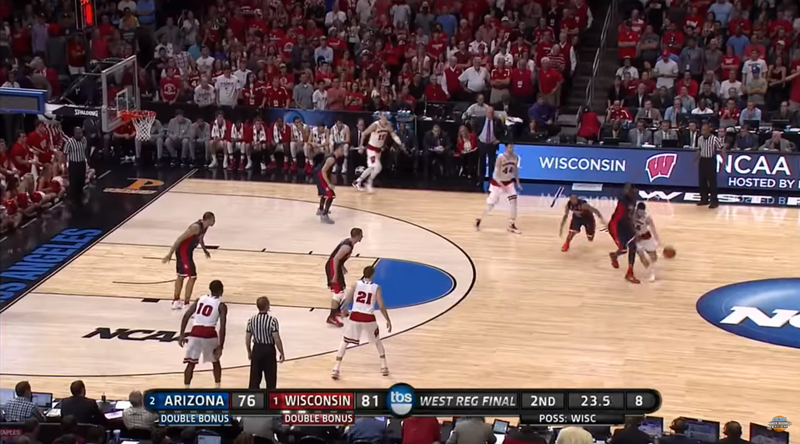 SPALDING
WISCONSIN W NCAA
HOSTED B
WES
44
LOS ANGELES
21
10
NCAA
2 ARIZONA 76 1 WISCONSIN 81 tbs WEST REG FINAL 2ND 23.5 8
DOUBLE BONUS DOUBLE BONUS POSS: WISC